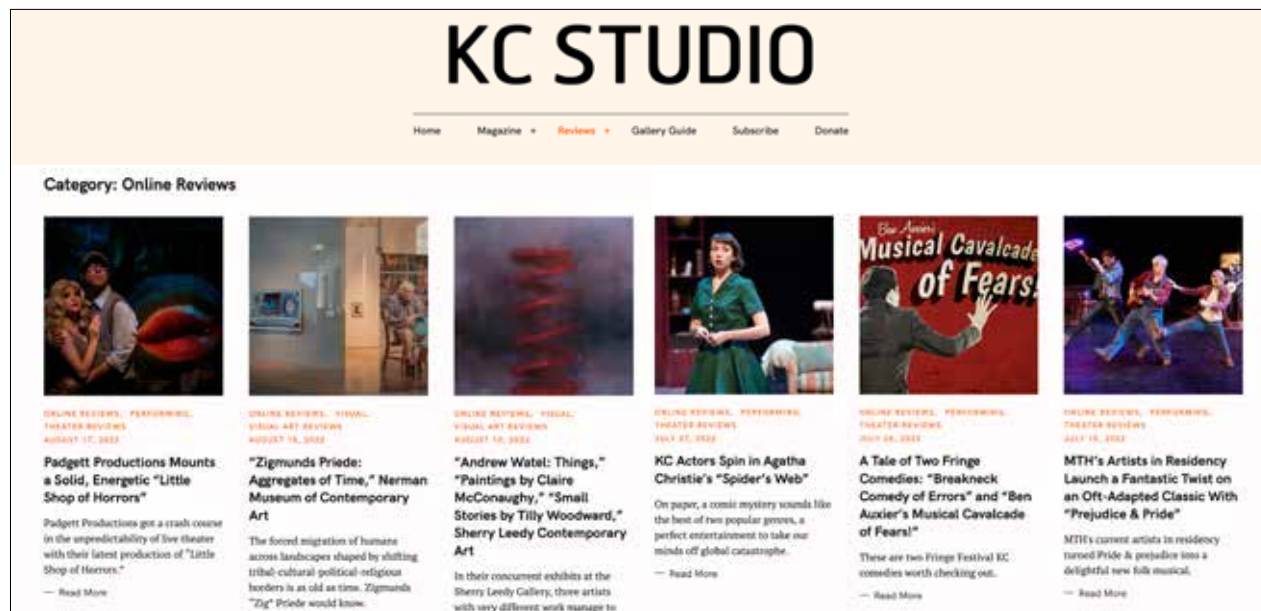 KC STUDIO
Home Magazine + Reviews + Gallery Guide Subscribe Donate
Category: Online Reviews
Ben Auxier's
Musical Cavalcade
of Fears!
ONLINE REVIEWS, PERFORMING,
THEATER REVIEWS
AUGUST 17, 2022
Padgett Productions Mounts
a Solid, Energetic “Little
Shop of Horrors”
Padgett Productions got a crash course
in the unpredictability of live theater
with their latest production of "Little
Shop of Horrors."
— Read More
ONLINE REVIEWS, VISUAL,
VISUAL ART REVIEWS
“Zigmunds Priede:
Aggregates of Time,” Nerman
Museum of Contemporary
Art
The forced migration of humans
across landscapes shaped by shifting
tribal-cultural-political-religious
borders is as old as time. Zigmunds
"Zig" Priede would know.
ONLINE REVIEWS, VISUAL,
VISUAL ART REVIEWS
“Andrew Watel: Things,”
“Paintings by Claire
McConaughy,” “Small
Stories by Tilly Woodward,”
Sherry Leedy Contemporary
Art
In their concurrent exhibits at the
Sherry Leedy Gallery, three artists
with very different work manage to
ONLINE REVIEWS, PERFORMING,
THEATER REVIEWS
JULY 27, 2022
KC Actors Spin in Agatha
Christie’s “Spider’s Web”
On paper, a comic mystery sounds like
the best of two popular genres, a
perfect entertainment to take our
minds off global catastrophe.
— Read More
ONLINE REVIEWS, PERFORMING,
THEATER REVIEWS
A Tale of Two Fringe
Comedies: “Breakneck
Comedy of Errors” and “Ben
Auxier’s Musical Cavalcade
of Fears!”
These are two Fringe Festival KC
comedies worth checking out.
— Read More
ONLINE REVIEWS, PERFORMING,
THEATER REVIEWS
MTH’s Artists in Residency
Launch a Fantastic Twist on
an Oft-Adapted Classic With
“Prejudice & Pride”
MTH's current artists in residency
turned Pride & prejudice into a
delightful new folk musical.
— Read More